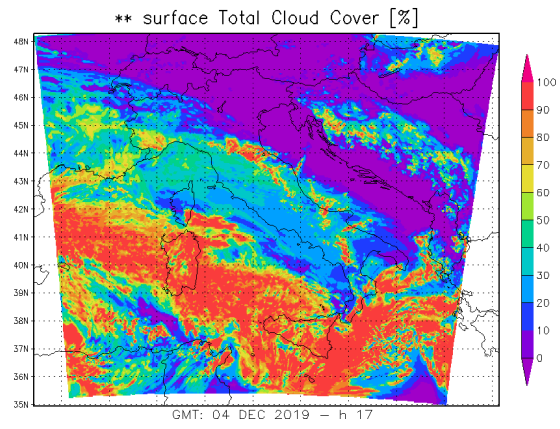 ** surface Total Cloud Cover [%]
48N
47N
46N
45N
44N
43N
42N
41N
40N
39N
38N
37N
36N
35N
100
90
80
70
60
50
40
30
20
10
0
GMT: 04 DEC 2019 – h 17